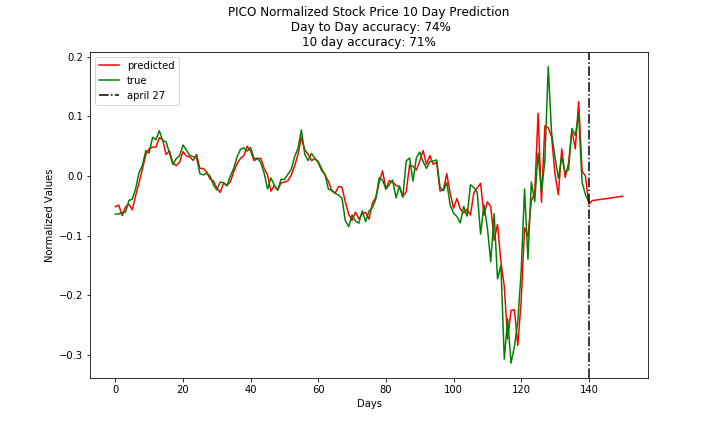 PICO Normalized Stock Price 10 Day Prediction
Day to Day accuracy: 74%
10 day accuracy: 71%
predicted
true
april 27
Normalized Values
0.2
0.1
0.0
−0.1
−0.2
−0.3
0 20 40 60 80 100 120 140
Days